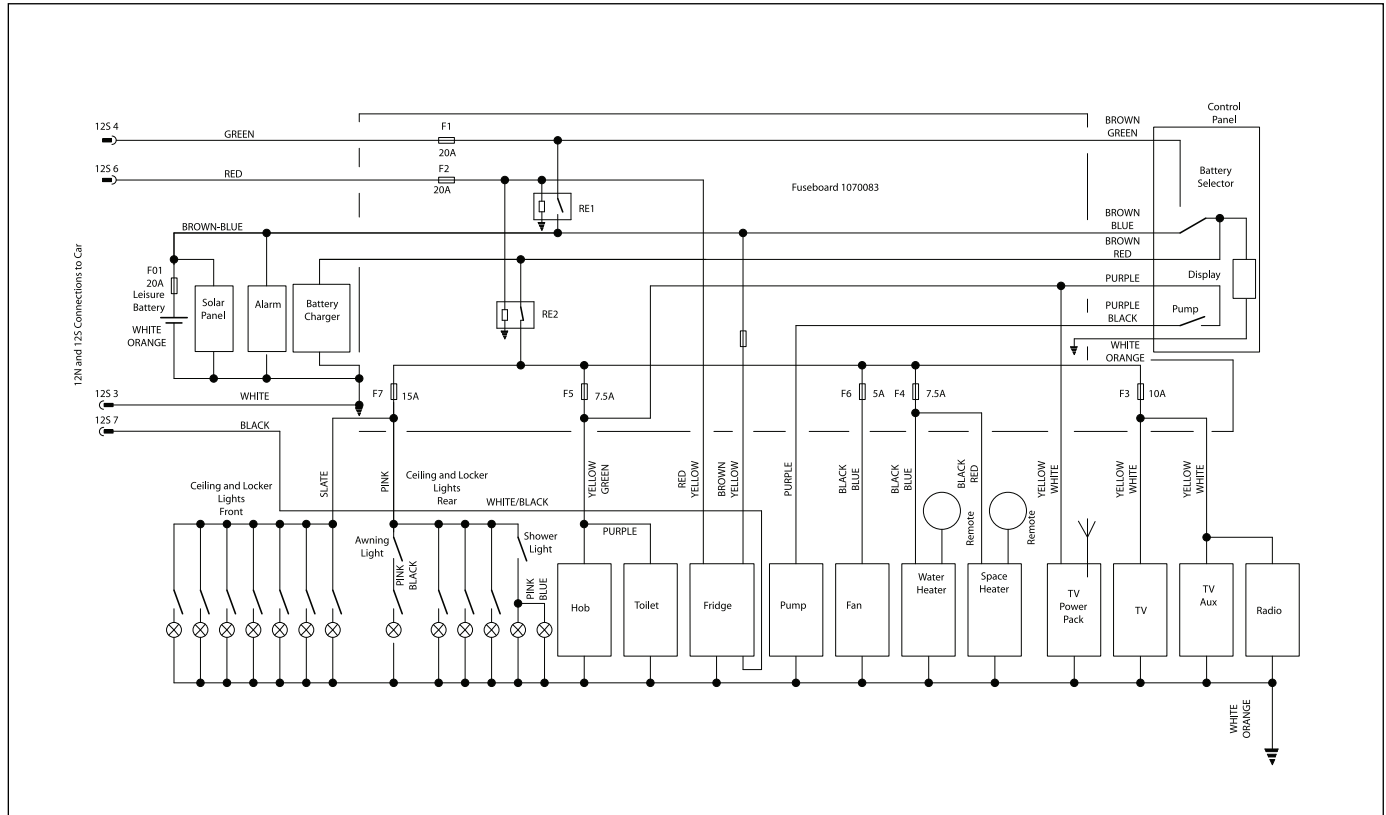 Control
Panel
12S 4
GREEN
F1
20A
BROWN
GREEN
12S 6
RED
F2
20A
Fuseboard 1070083
Battery
Selector
RE1
BROWN-BLUE
BROWN
BLUE
BROWN
RED
12N and 12S Connections to Car
F01
20A
Leisure
Battery
WHITE
ORANGE
Solar
Panel
Alarm
Battery
Charger
RE2
PURPLE
Display
PURPLE
BLACK
Pump
WHITE
ORANGE
12S 3
WHITE
12S 7
BLACK
F7
15A
F5
7.5A
F6
5A
F4
7.5A
F3
10A
Ceiling and Locker
Lights
Front
SLATE
PINK
Ceiling and Locker
Lights
Rear
WHITE/BLACK
YELLOW
GREEN
RED
YELLOW
BROWN
YELLOW
PURPLE
BLACK
BLUE
BLACK
BLUE
BLACK
RED
YELLOW
WHITE
YELLOW
WHITE
YELLOW
WHITE
Remote
Remote
Awning
Light
PINK
BLACK
Shower
Light
PINK
BLUE
PURPLE
Hob
Toilet
Fridge
Pump
Fan
Water
Heater
Space
Heater
TV
Power
Pack
TV
TV
Aux
Radio
WHITE
ORANGE